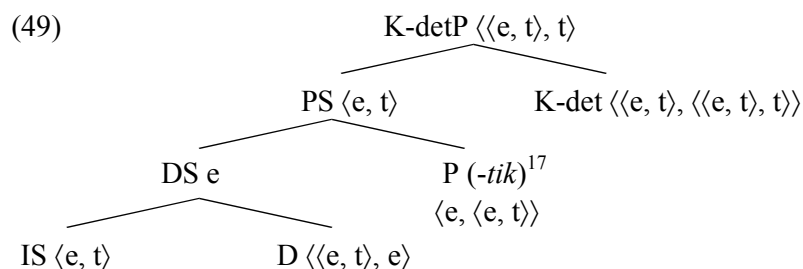 (49) K-detP ⟨⟨e, t⟩, t⟩
PS ⟨e, t⟩ K-det ⟨⟨e, t⟩, ⟨⟨e, t⟩, t⟩⟩
DS e P (-tik)¹⁷
⟨e, ⟨e, t⟩⟩
IS ⟨e, t⟩ D ⟨⟨e, t⟩, e⟩